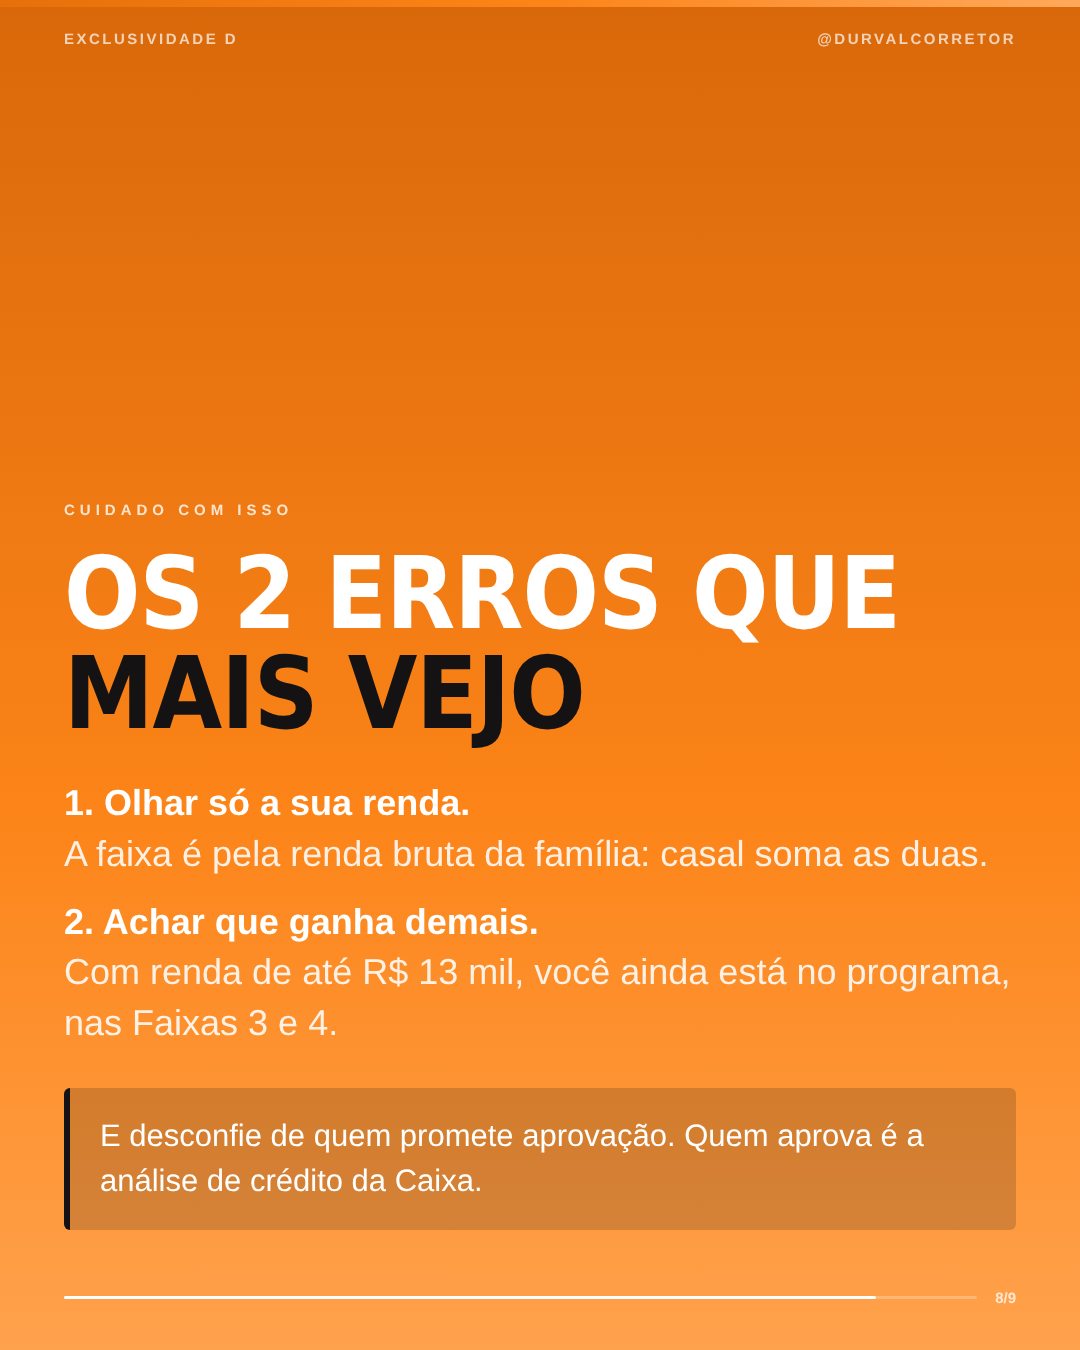 EXCLUSIVIDADE D
@DURVALCORRETOR
CUIDADO COM ISSO
OS 2 ERROS QUE
MAIS VEJO
1. Olhar só a sua renda.
A faixa é pela renda bruta da família: casal soma as duas.
2. Achar que ganha demais.
Com renda de até R$ 13 mil, você ainda está no programa,
nas Faixas 3 e 4.
E desconfie de quem promete aprovação. Quem aprova é a
análise de crédito da Caixa.
8/9